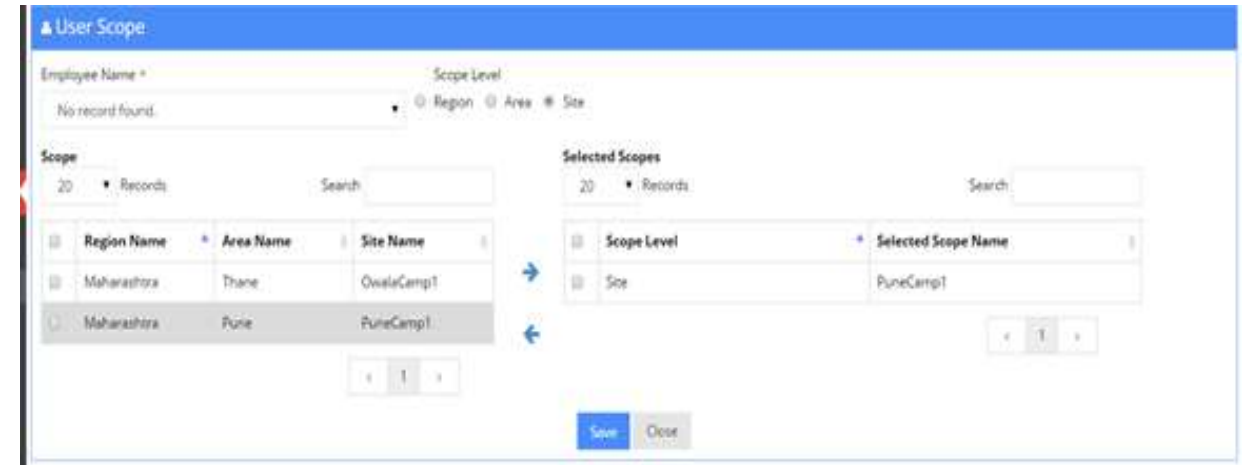 User Scope
Employee Name *
Scope Level
No record found.
Region Area Site
Scope
Selected Scopes
20 Records Search
20 Records Search
Region Name Area Name Site Name
Scope Level Selected Scope Name
Maharashtra Thane OwalaCamp1
Site PuneCamp1
Maharashtra Pune PuneCamp1
‹ 1 ›
‹ 1 ›
Save Close